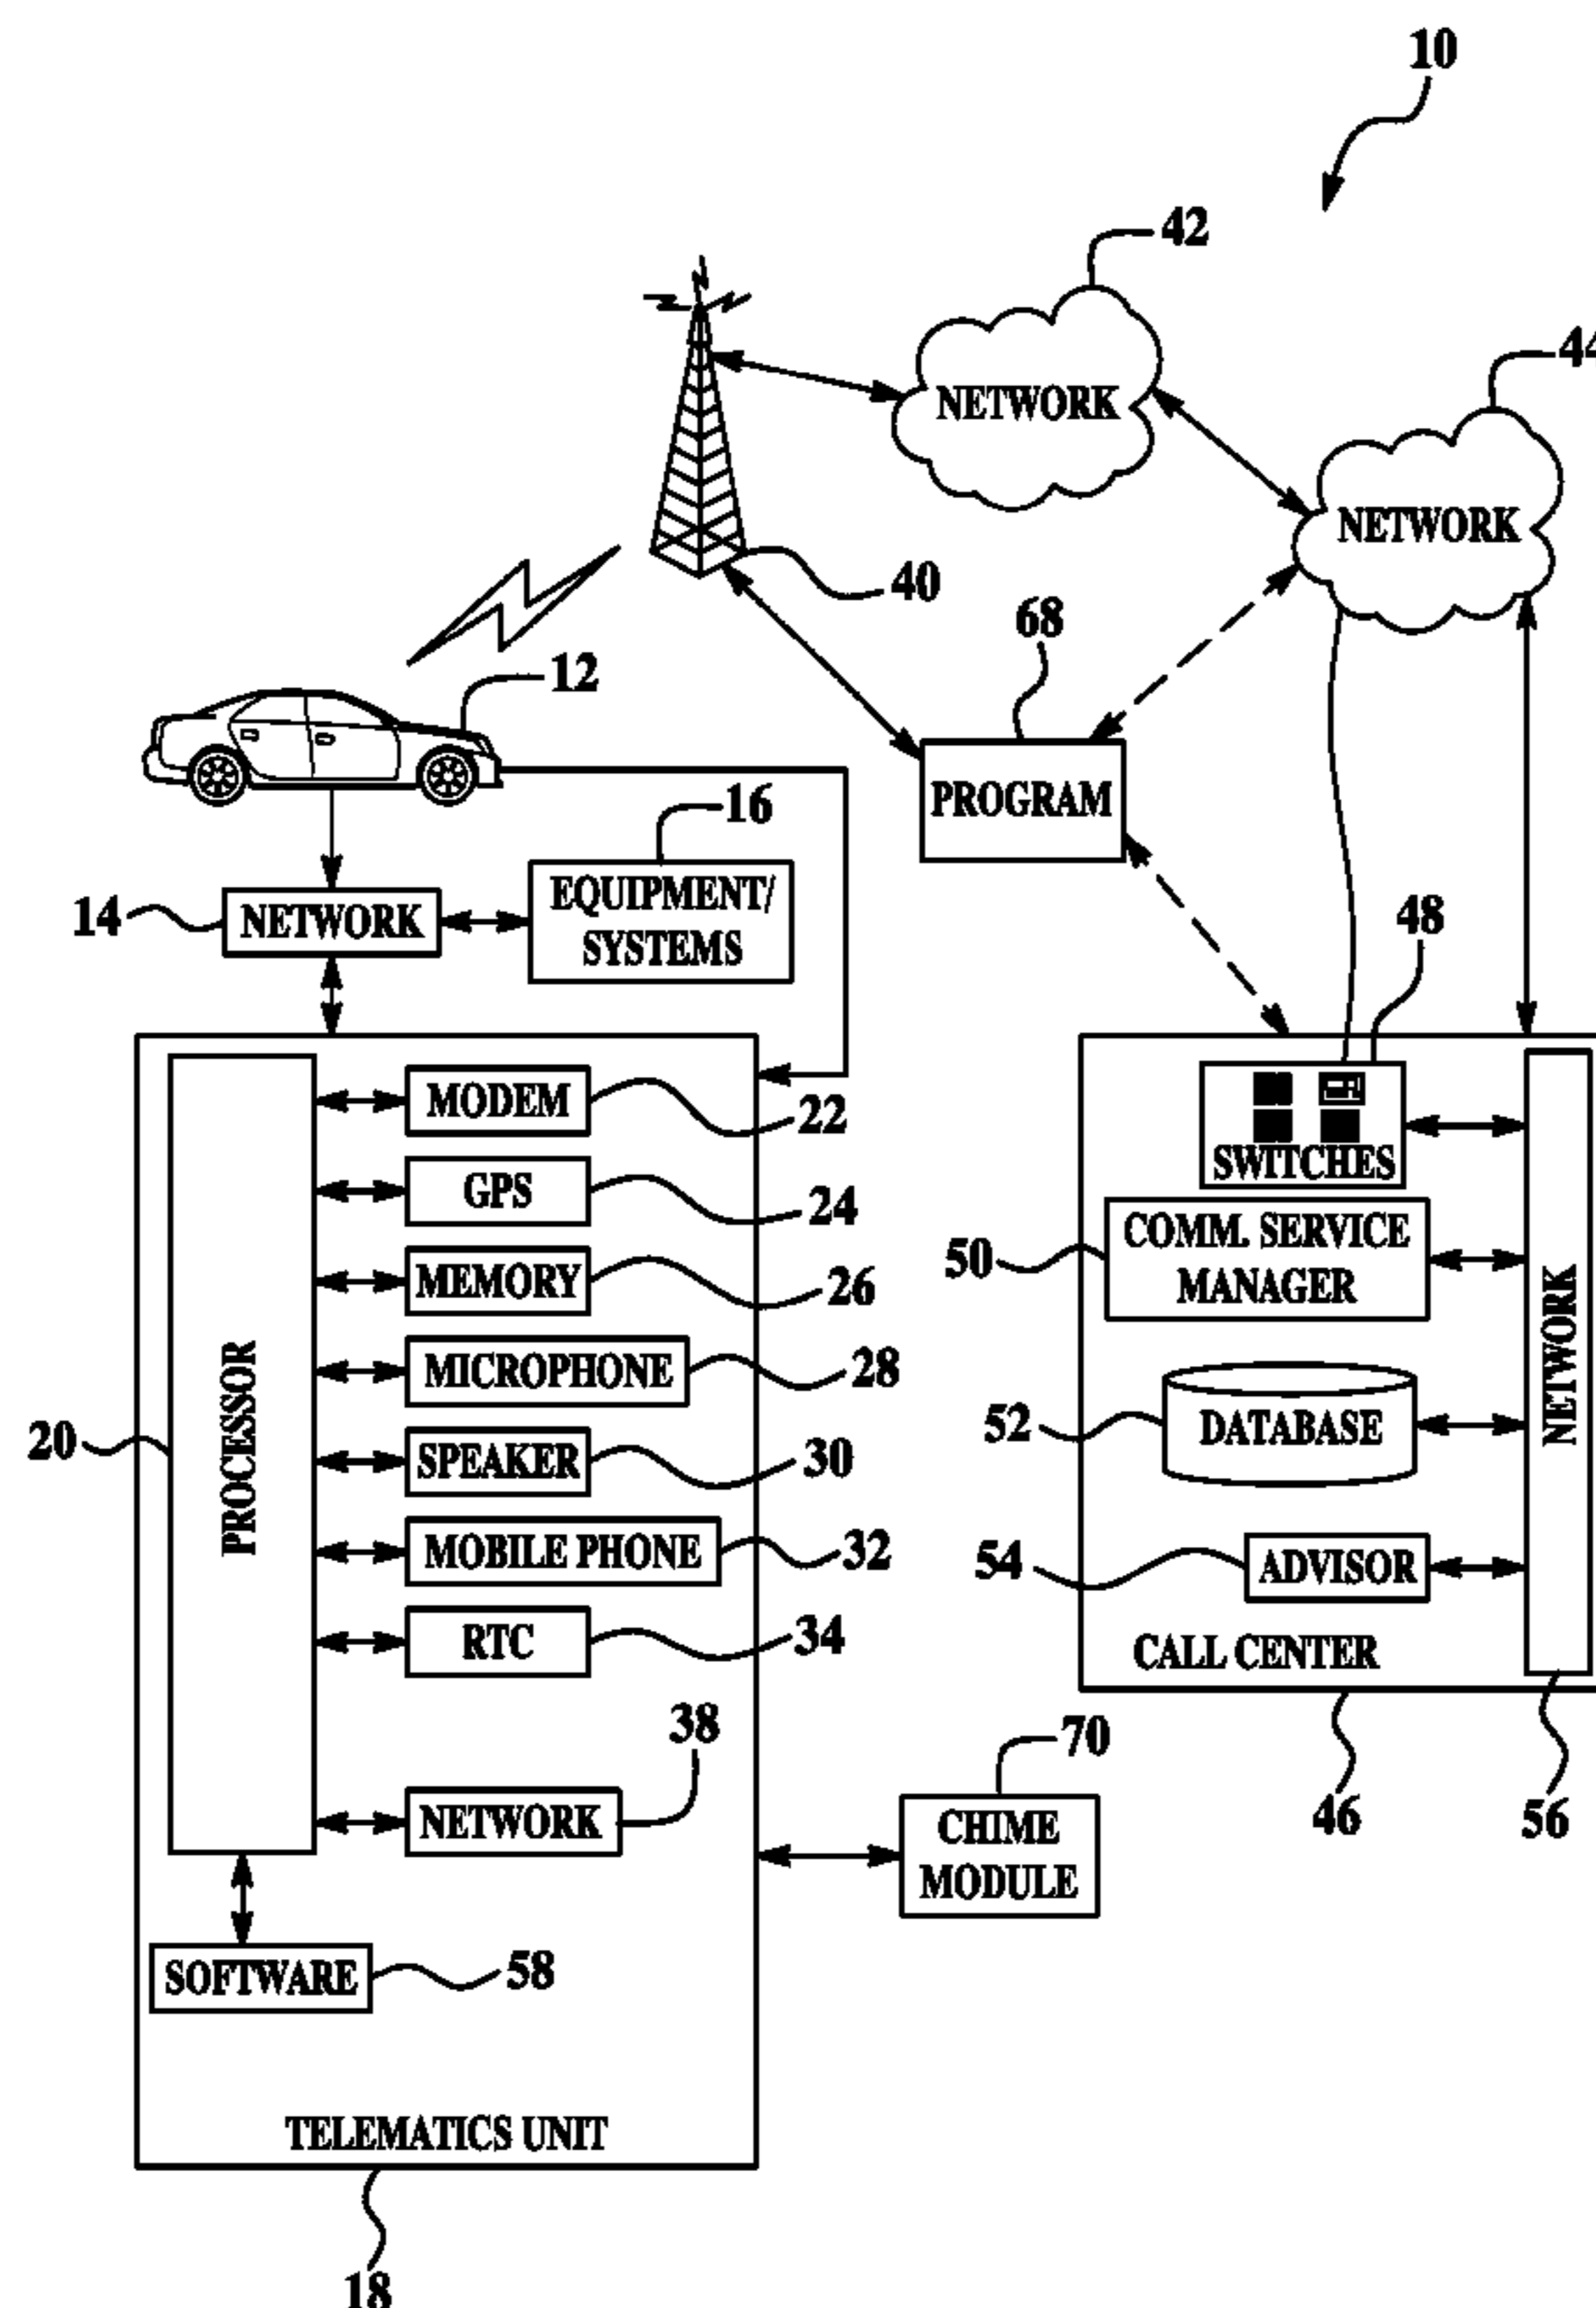 10
42
NETWORK
44
NETWORK
40
68
12
PROGRAM
16
EQUIPMENT/
SYSTEMS
14
NETWORK
48
MODEM
22
SWITCHES
GPS
24
COMM. SERVICE
MANAGER
50
MEMORY
26
NETWORK
PROCESSOR
MICROPHONE
28
20
52
DATABASE
SPEAKER
30
MOBILE PHONE
32
54
ADVISOR
RTC
34
CALL CENTER
38
70
46
56
NETWORK
CHIME
MODULE
SOFTWARE
58
TELEMATICS UNIT
18